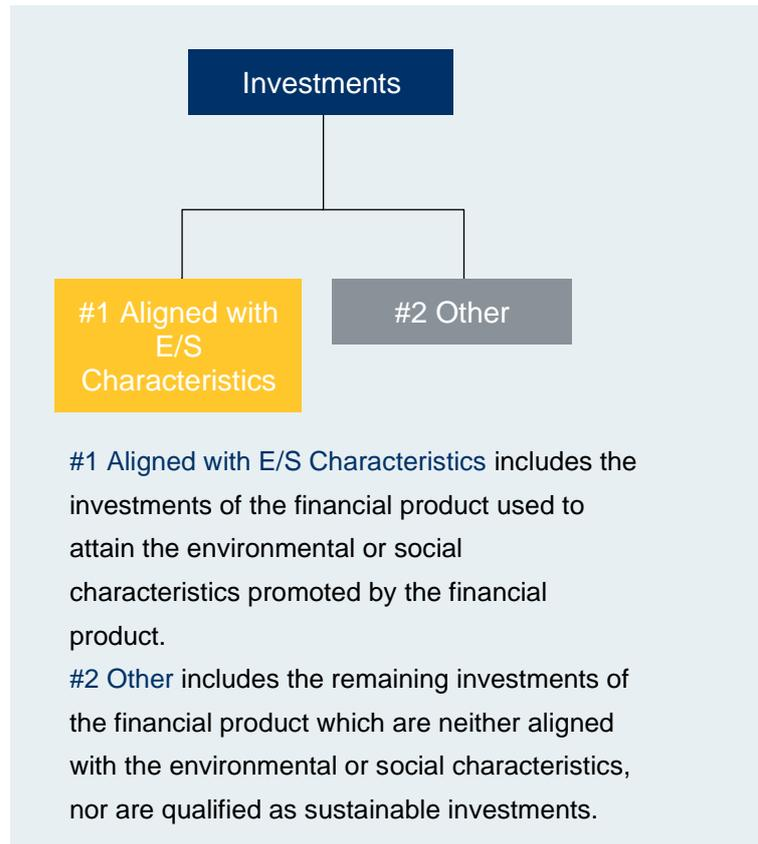 Investments
#1 Aligned with
E/S
Characteristics
#2 Other
#1 Aligned with E/S Characteristics includes the
investments of the financial product used to
attain the environmental or social
characteristics promoted by the financial
product.
#2 Other includes the remaining investments of
the financial product which are neither aligned
with the environmental or social characteristics,
nor are qualified as sustainable investments.